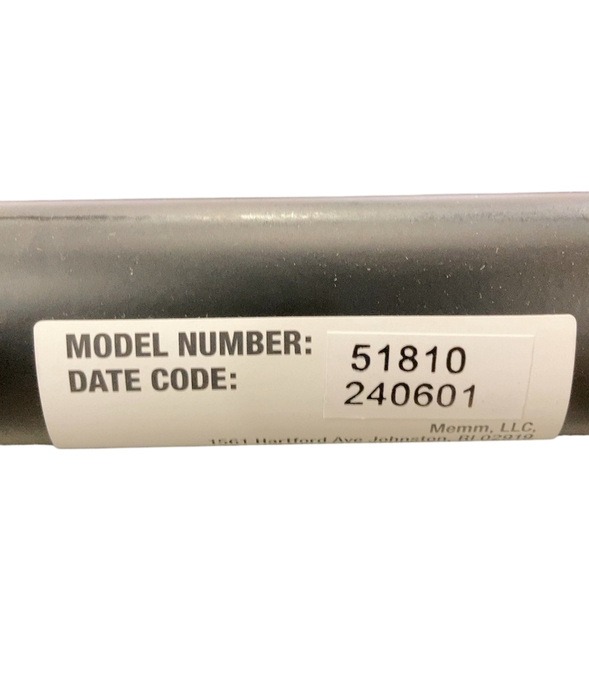 MODEL NUMBER: 51810
DATE CODE: 240601
Memm, LLC,
1561 Hartford Ave Johnston, RI 02919